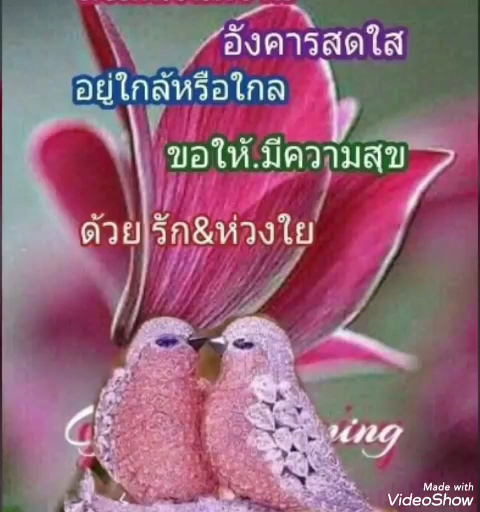 อังคารสดใส
อยู่ใกล้หรือใกล
ขอให้.มีความสุข
ด้วย รัก&ห่วงใย
ning
Made with
VideoShow